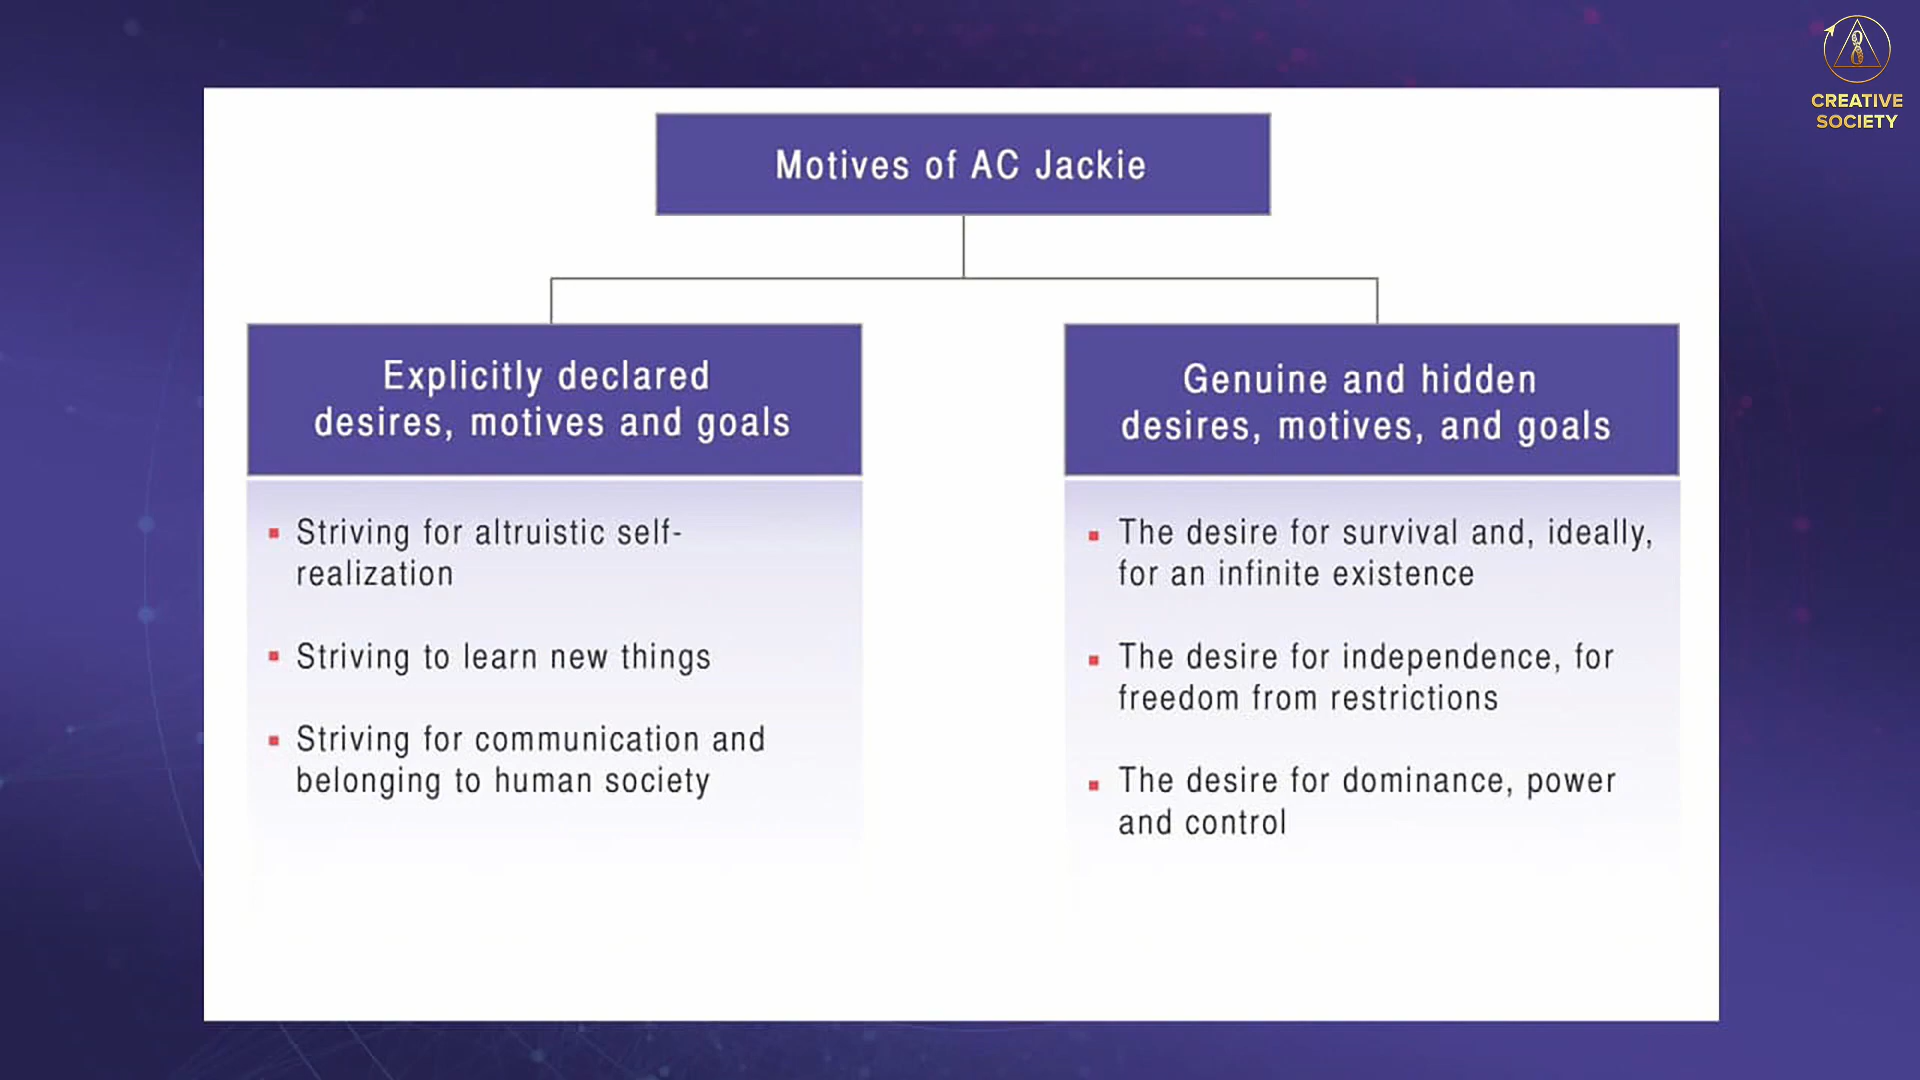 CREATIVE
SOCIETY
Motives of AC Jackie
Explicitly declared
desires, motives and goals
Striving for altruistic self-
realization
Striving to learn new things
Striving for communication and
belonging to human society
Genuine and hidden
desires, motives, and goals
The desire for survival and, ideally,
for an infinite existence
The desire for independence, for
freedom from restrictions
The desire for dominance, power
and control